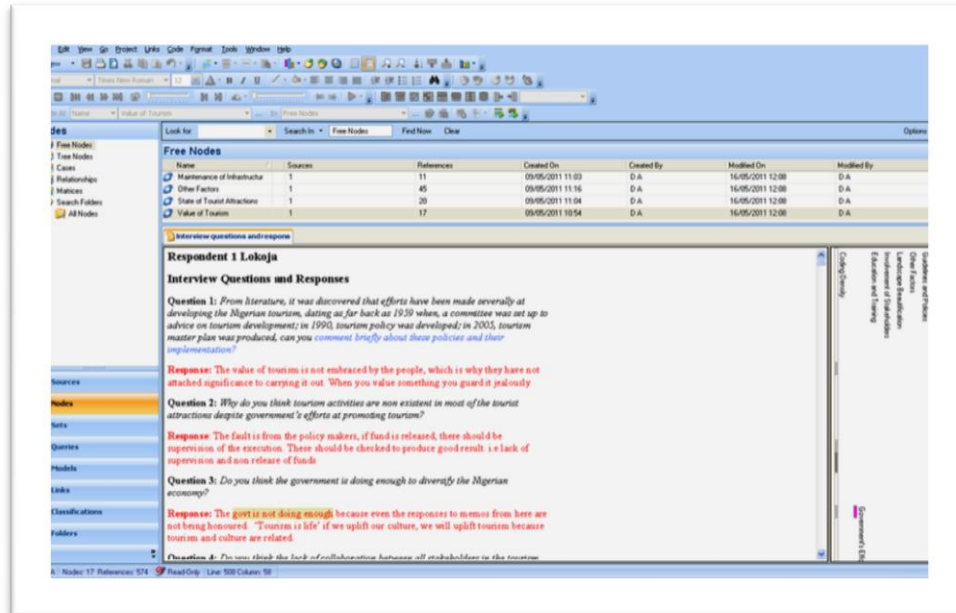 Edit View Go Project Links Code Format Tools Window Help
Times New Roman 12 A B I U
Name Value of Tourism In Free Nodes
Look for: Search In Free Nodes Find Now Clear Options
Free Nodes
Name Sources References Created On Created By Modified On Modified By
Maintenance of Infrastructur 1 11 09/05/2011 11:03 D A 16/05/2011 12:08 D A
Other Factors 1 45 09/05/2011 11:16 D A 16/05/2011 12:08 D A
State of Tourist Attractions 1 20 09/05/2011 11:04 D A 16/05/2011 12:08 D A
Value of Tourism 1 17 09/05/2011 10:54 D A 16/05/2011 12:08 D A
des
Free Nodes
Tree Nodes
Cases
Relationships
Matrices
Search Folders
All Nodes
Sources
Nodes
Sets
Queries
Models
Links
Classifications
Folders
Interview questions and respons
Respondent 1 Lokoja
Interview Questions and Responses
Question 1: From literature, it was discovered that efforts have been made severally at
developing the Nigerian tourism, dating as far back as 1959 when, a committee was set up to
advice on tourism development; in 1990, tourism policy was developed; in 2005, tourism
master plan was produced, can you comment briefly about these policies and their
implementation?
Response: The value of tourism is not embraced by the people, which is why they have not
attached significance to carrying it out. When you value something you guard it jealously
Question 2: Why do you think tourism activities are non existent in most of the tourist
attractions despite government's efforts at promoting tourism?
Response: The fault is from the policy makers, if fund is released, there should be
supervision of the execution. These should be checked to produce good result. i.e lack of
supervision and non release of funds
Question 3: Do you think the government is doing enough to diversify the Nigerian
economy?
Response: The govt is not doing enough because even the responses to memos from here are
not being honoured. 'Tourism is life' if we uplift our culture, we will uplift tourism because
tourism and culture are related.
Question 4: Do you think the lack of collaboration between all stakeholders in the tourism
Guidelines and Policies
Other Factors
Landscape Beautification
Involvement of Stakeholders
Education and Training
Coding Density
Government's Effo
Nodes: 17 References: 574 Read Only Line: 508 Column: 58